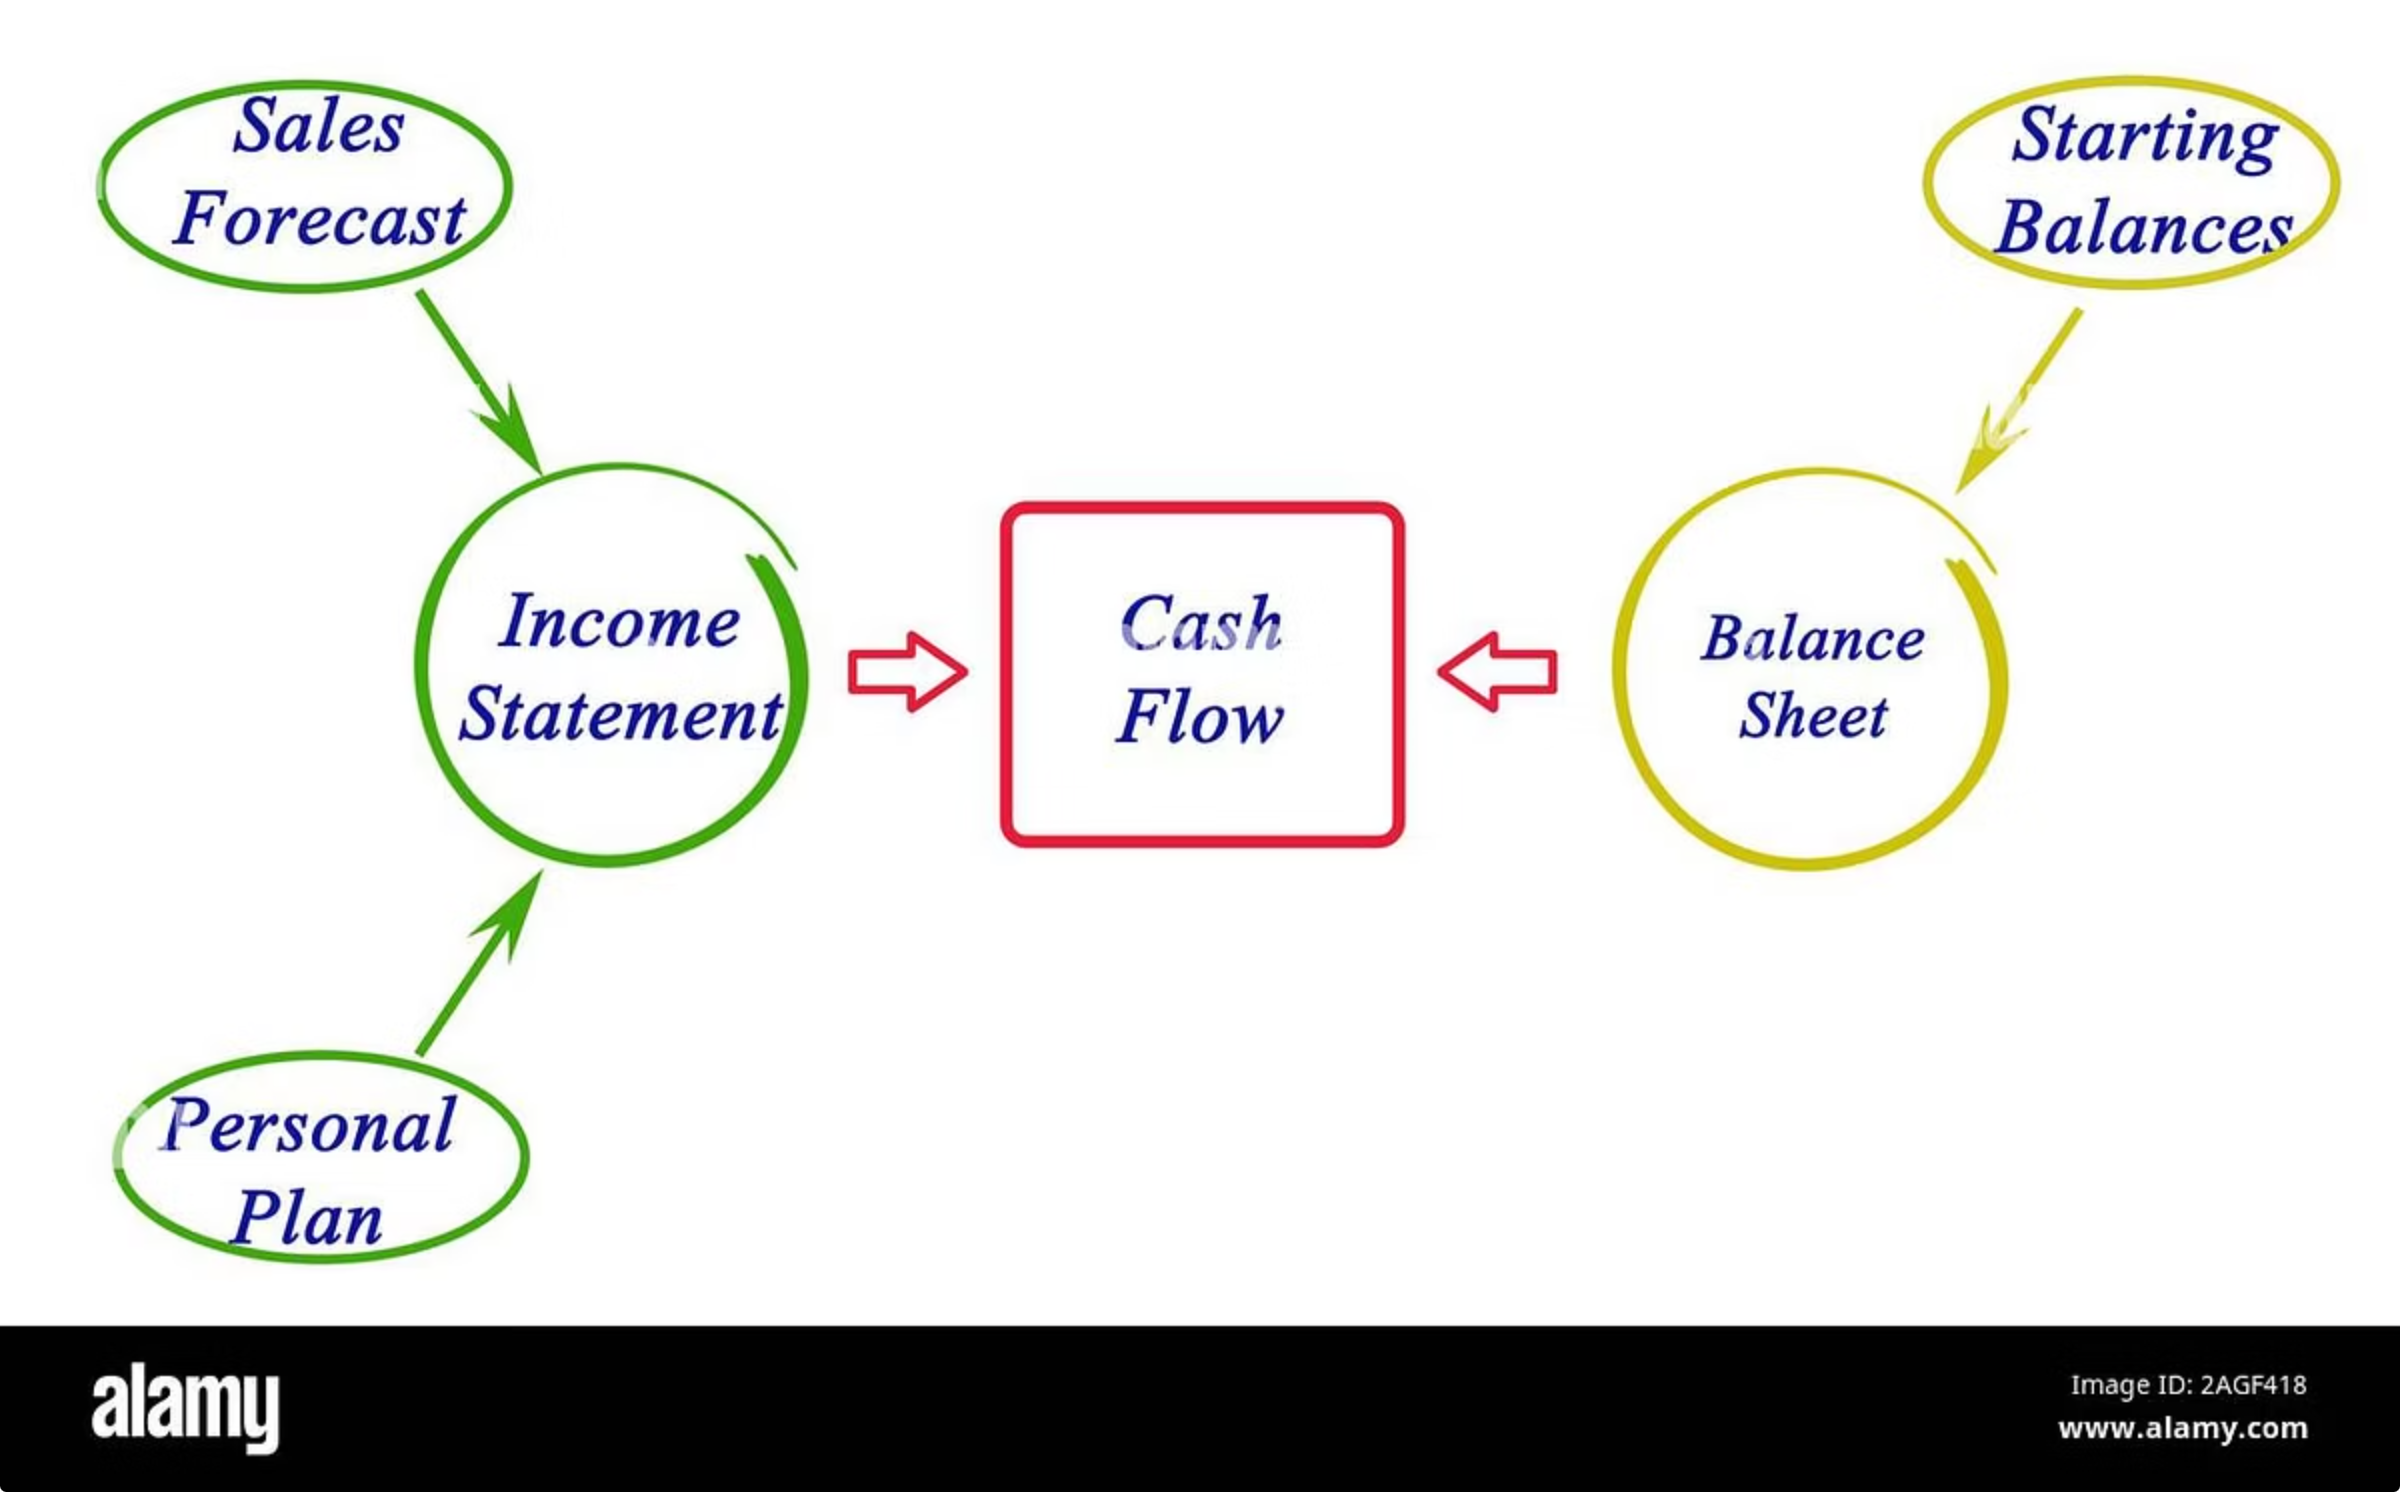 Sales
Forecast
Starting
Balances
Income
Statement
Cash
Flow
Balance
Sheet
Personal
Plan
alamy
Image ID: 2AGF418
www.alamy.com